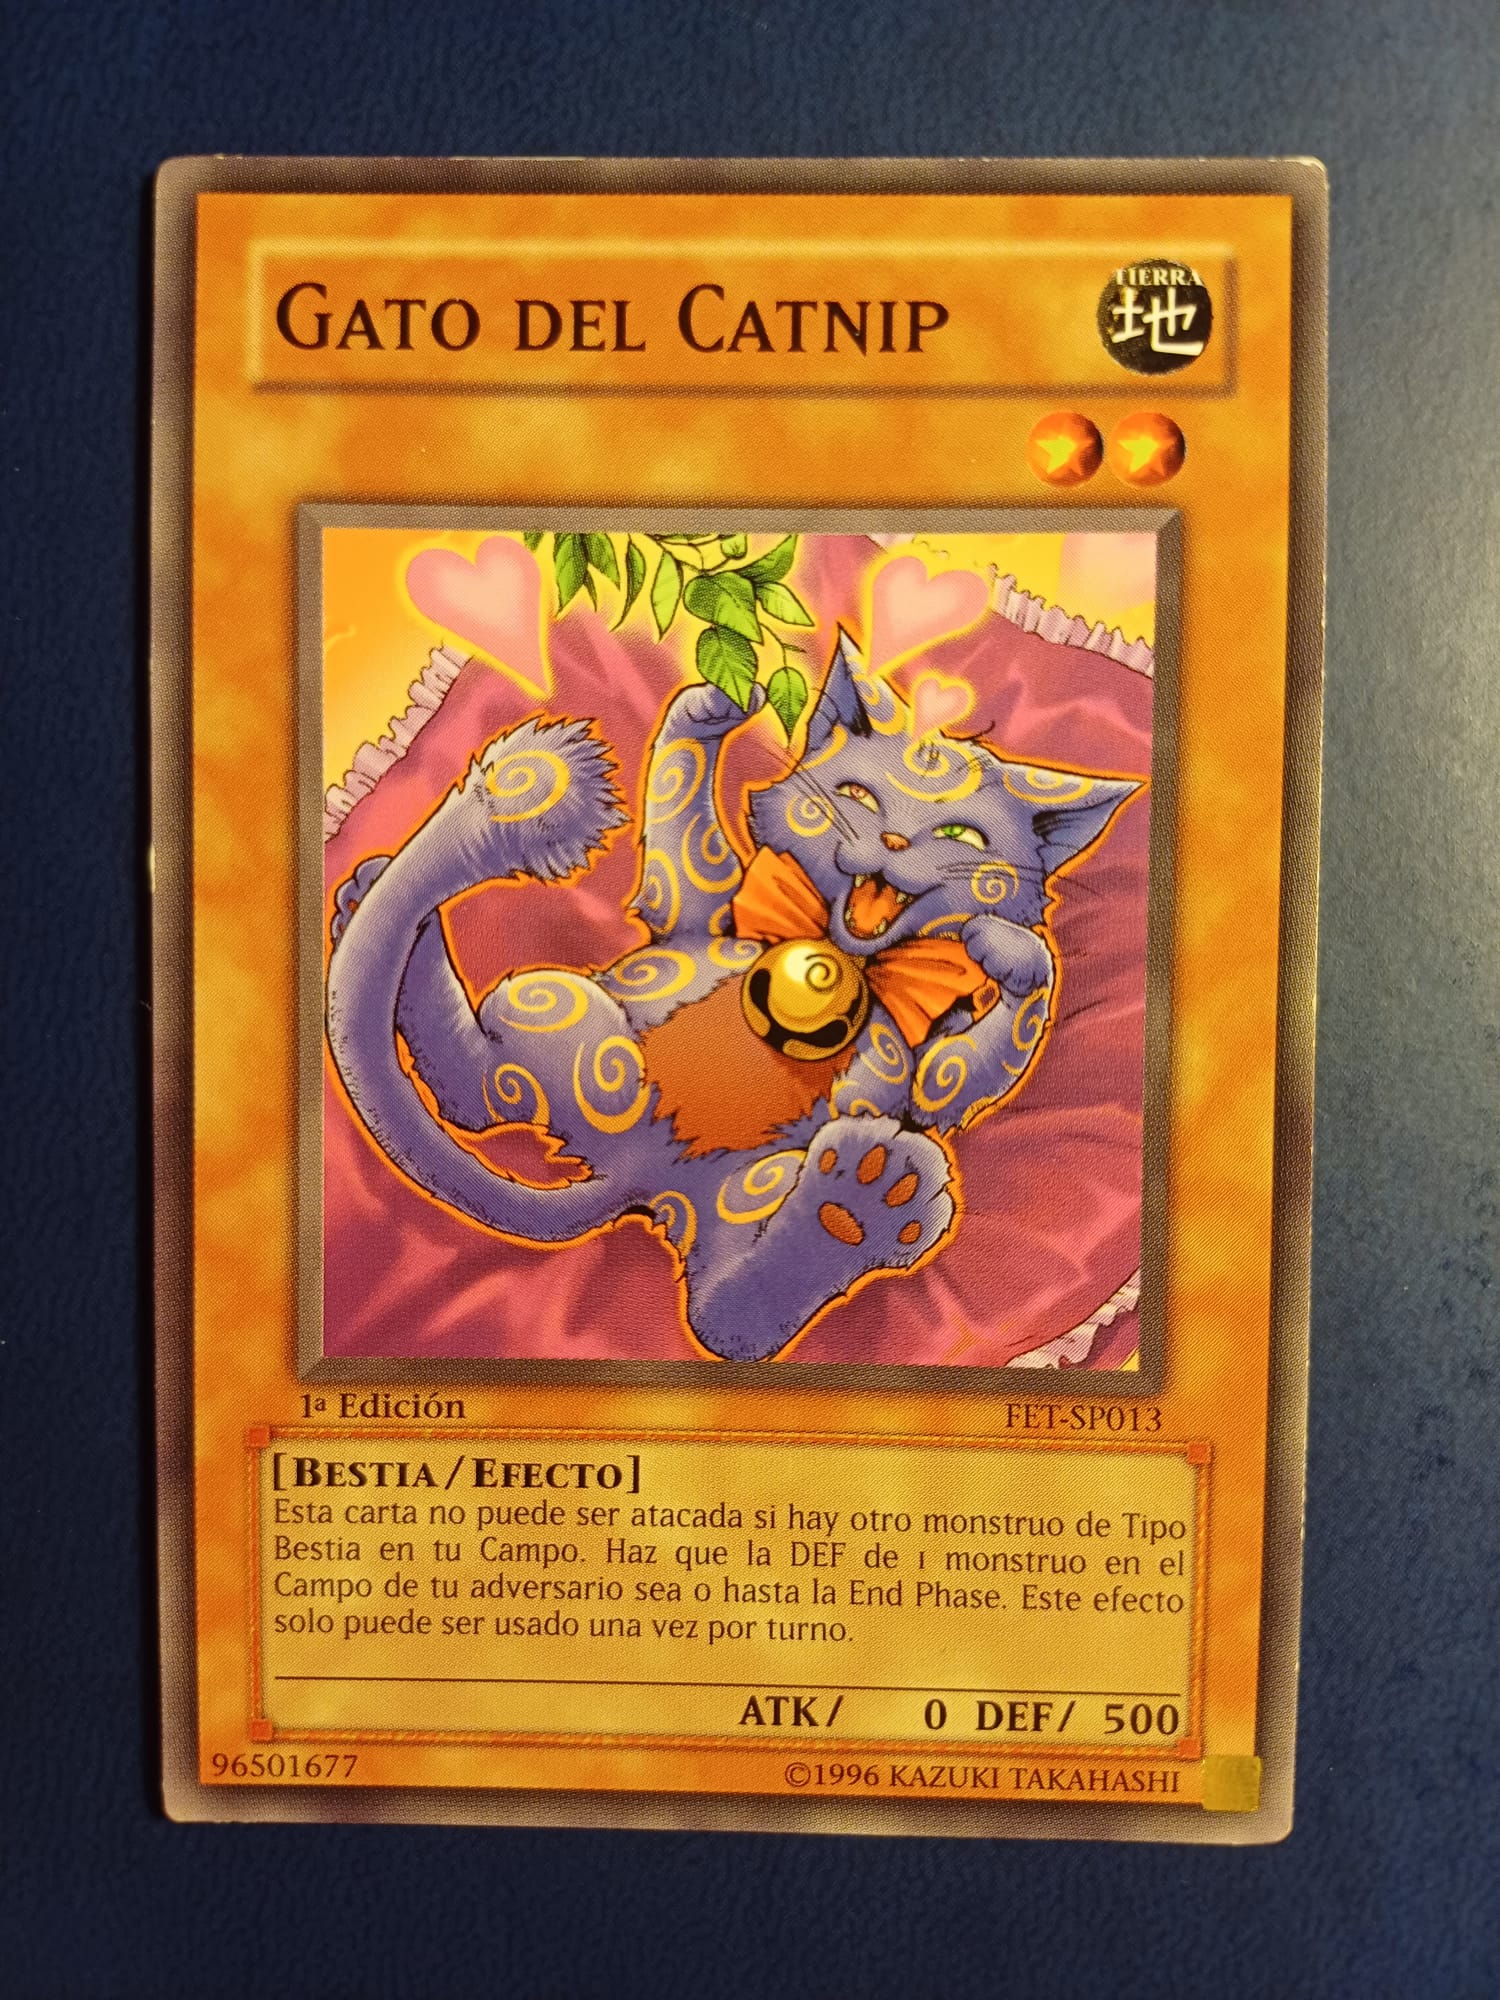 GATO DEL CATNIP
TIERRA
地
1ª Edición
FET-SP013
[BESTIA/EFECTO]
Esta carta no puede ser atacada si hay otro monstruo de Tipo
Bestia en tu Campo. Haz que la DEF de 1 monstruo en el
Campo de tu adversario sea 0 hasta la End Phase. Este efecto
solo puede ser usado una vez por turno.
ATK/ 0 DEF/ 500
96501677
©1996 KAZUKI TAKAHASHI